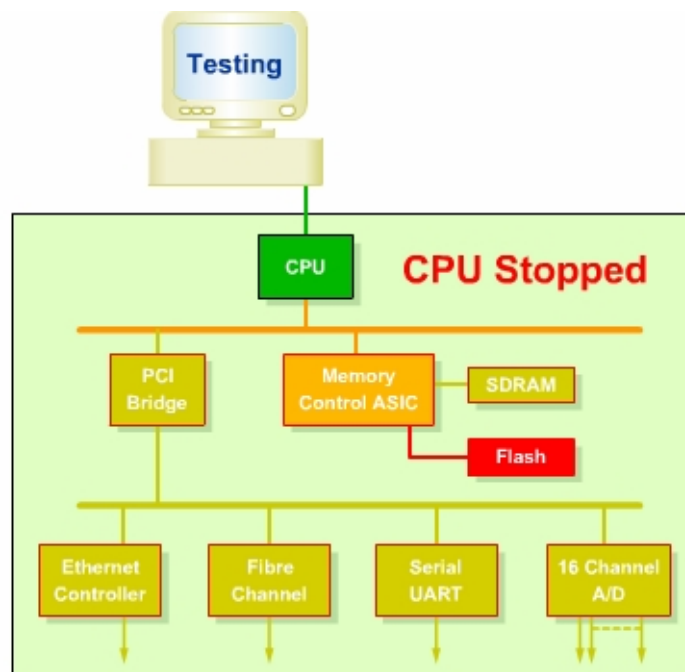 Testing
CPU
CPU Stopped
PCI
Bridge
Memory
Control ASIC
SDRAM
Flash
Ethernet
Controller
Fibre
Channel
Serial
UART
16 Channel
A/D